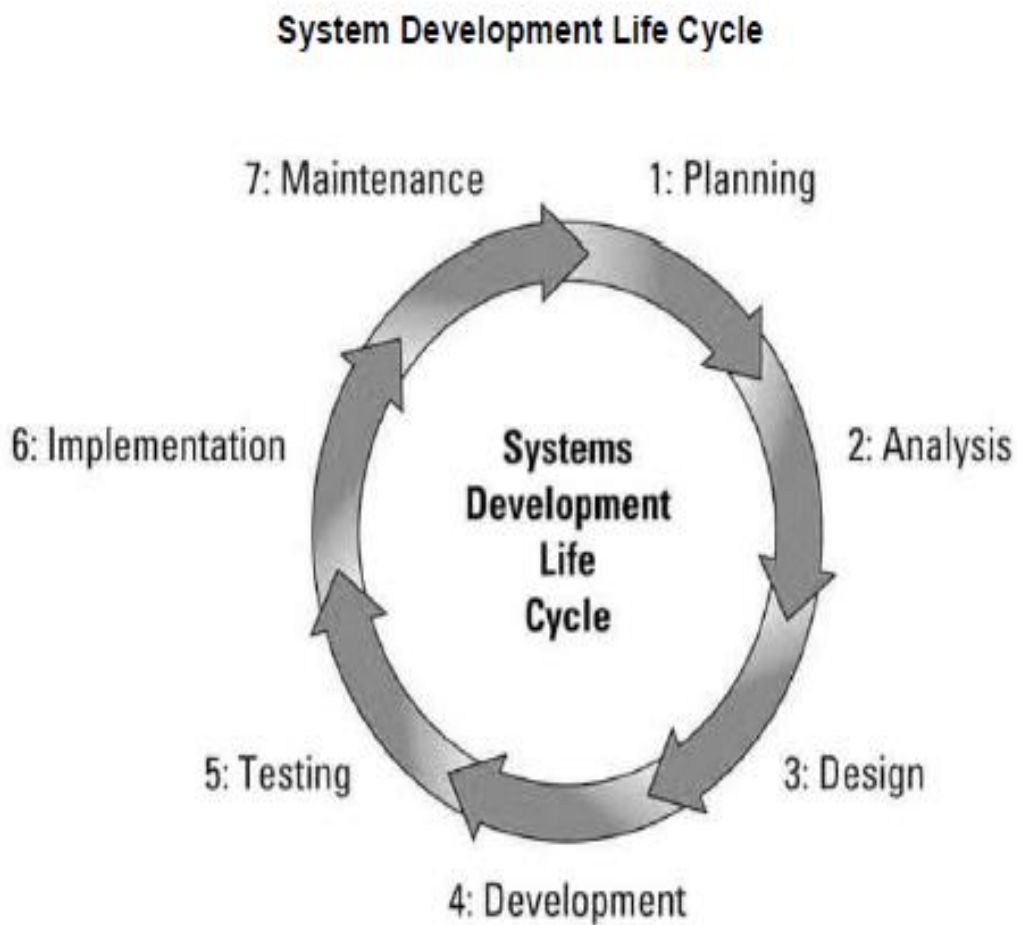 System Development Life Cycle
7: Maintenance
1: Planning
6: Implementation
2: Analysis
Systems
Development
Life
Cycle
5: Testing
3: Design
4: Development